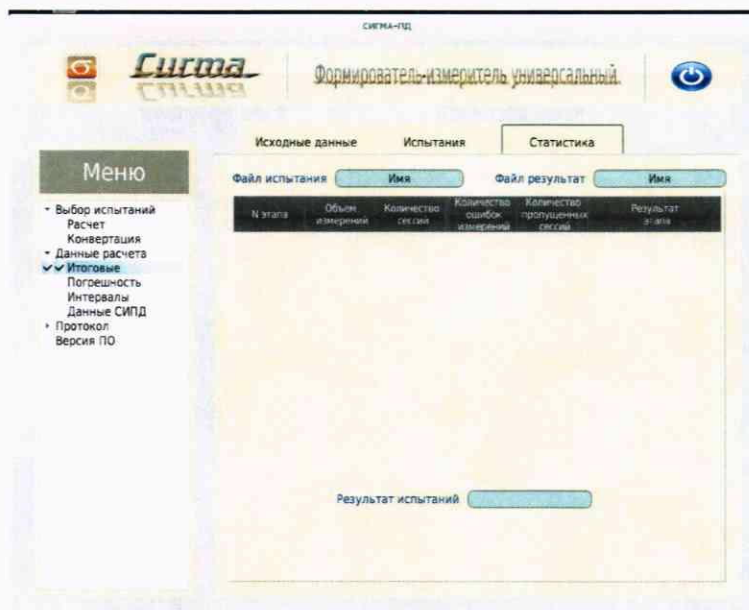 СИГМА-ПД
σ Сигма
Формирователь-измеритель универсальный.
Исходные данные Испытания Статистика
Меню
Файл испытания Имя Файл результат Имя
N этапа Объем измерений Количество сессий Количество ошибок измерений Количество пропущенных сессий Результат этапа
Выбор испытаний
Расчет
Конвертация
Данные расчета
Итоговые
Погрешность
Интервалы
Данные СИПД
Протокол
Версия ПО
Результат испытаний